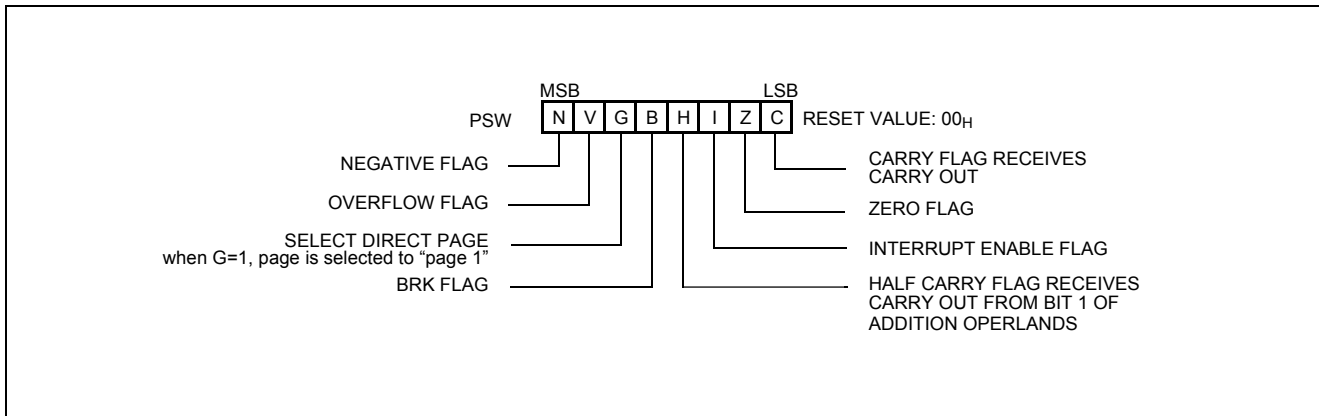 MSB LSB
PSW N V G B H I Z C RESET VALUE: 00H
NEGATIVE FLAG
OVERFLOW FLAG
SELECT DIRECT PAGE
when G=1, page is selected to “page 1”
BRK FLAG
CARRY FLAG RECEIVES
CARRY OUT
ZERO FLAG
INTERRUPT ENABLE FLAG
HALF CARRY FLAG RECEIVES
CARRY OUT FROM BIT 1 OF
ADDITION OPERLANDS